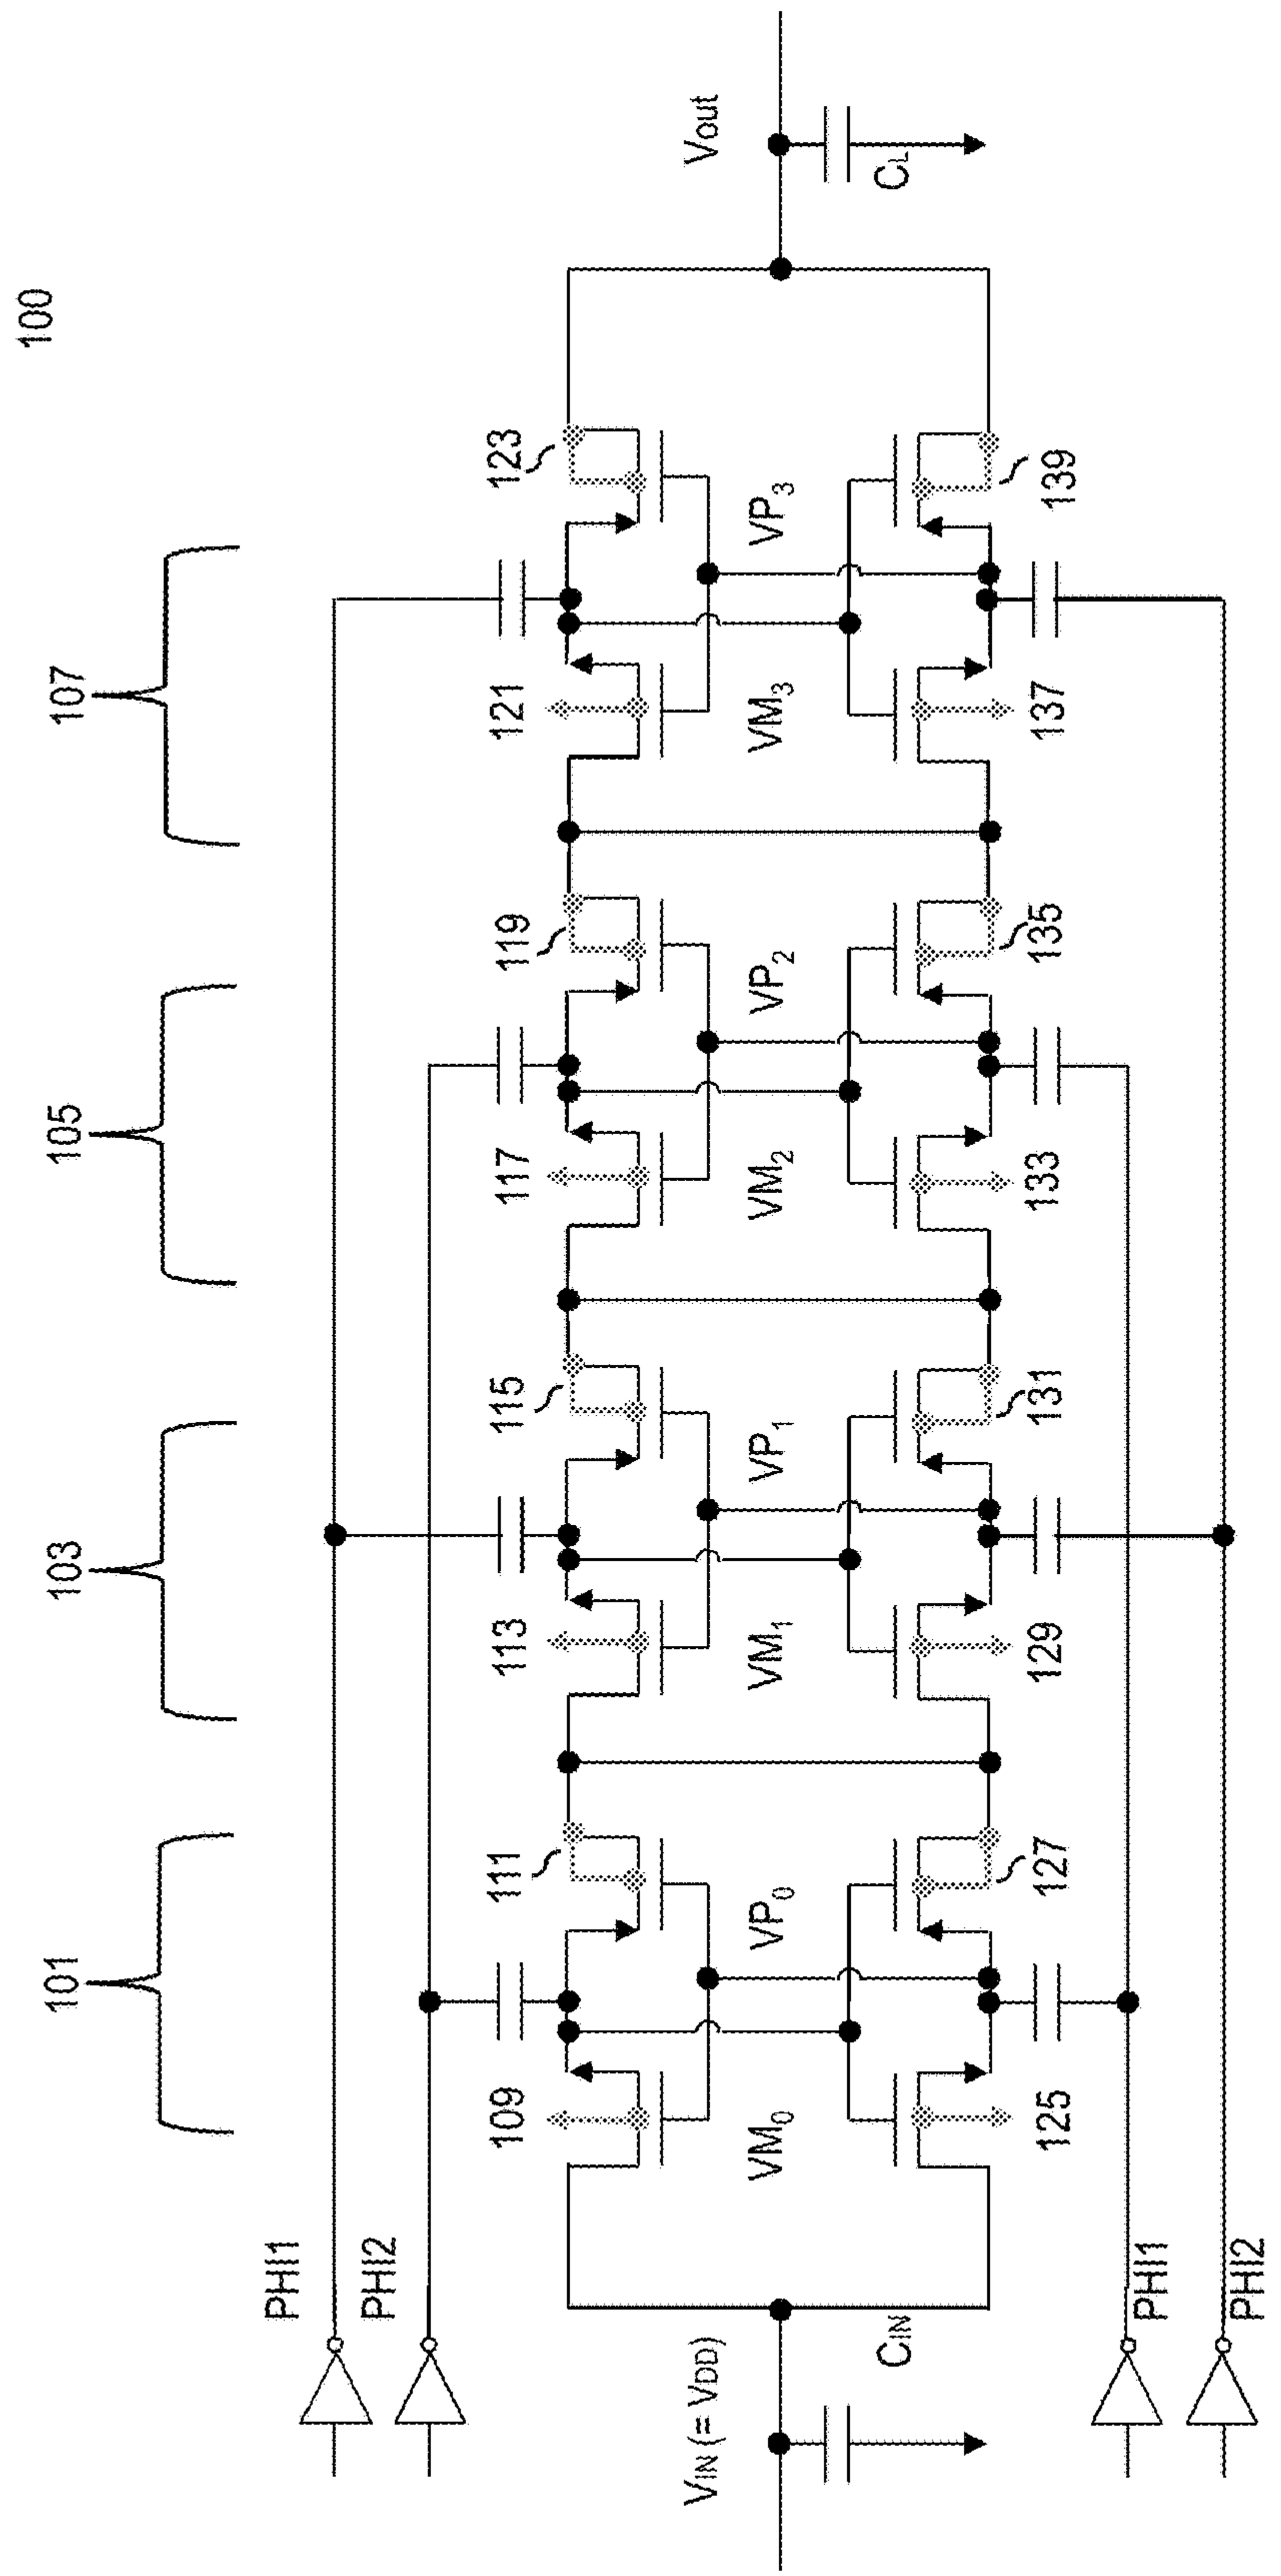 100
101
103
105
107
PHI1
PHI2
109
111
113
115
117
119
121
123
VIN (= VDD)
CIN
VM0
VP0
VM1
VP1
VM2
VP2
VM3
VP3
Vout
CL
125
127
129
131
133
135
137
139
PHI1
PHI2